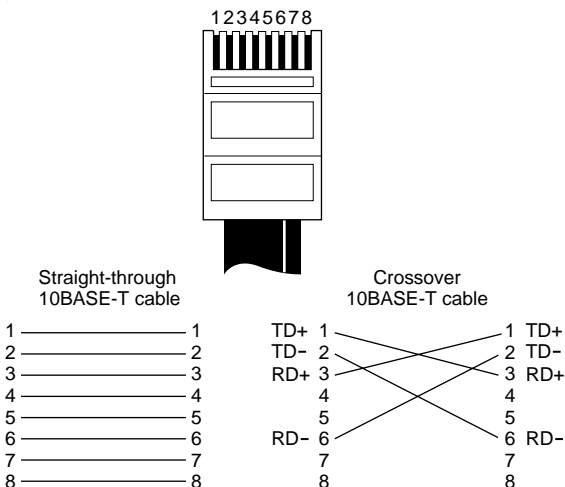 12345678
Straight-through
10BASE-T cable
1 1
2 2
3 3
4 4
5 5
6 6
7 7
8 8
Crossover
10BASE-T cable
TD+ 1 1 TD+
TD- 2 2 TD-
RD+ 3 3 RD+
4 4
5 5
RD- 6 6 RD-
7 7
8 8